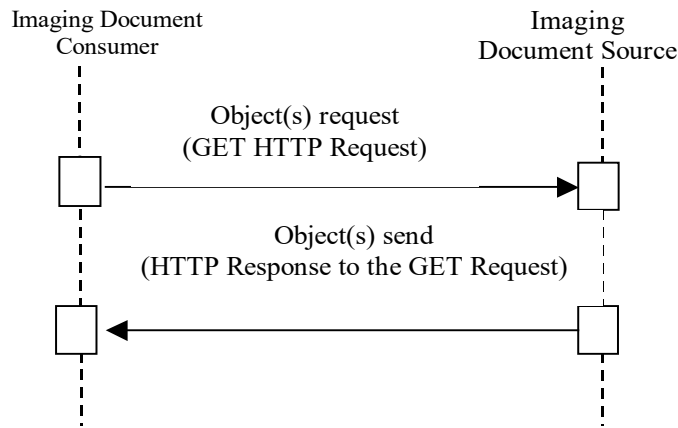 Imaging Document
Consumer
Imaging
Document Source
Object(s) request
(GET HTTP Request)
Object(s) send
(HTTP Response to the GET Request)